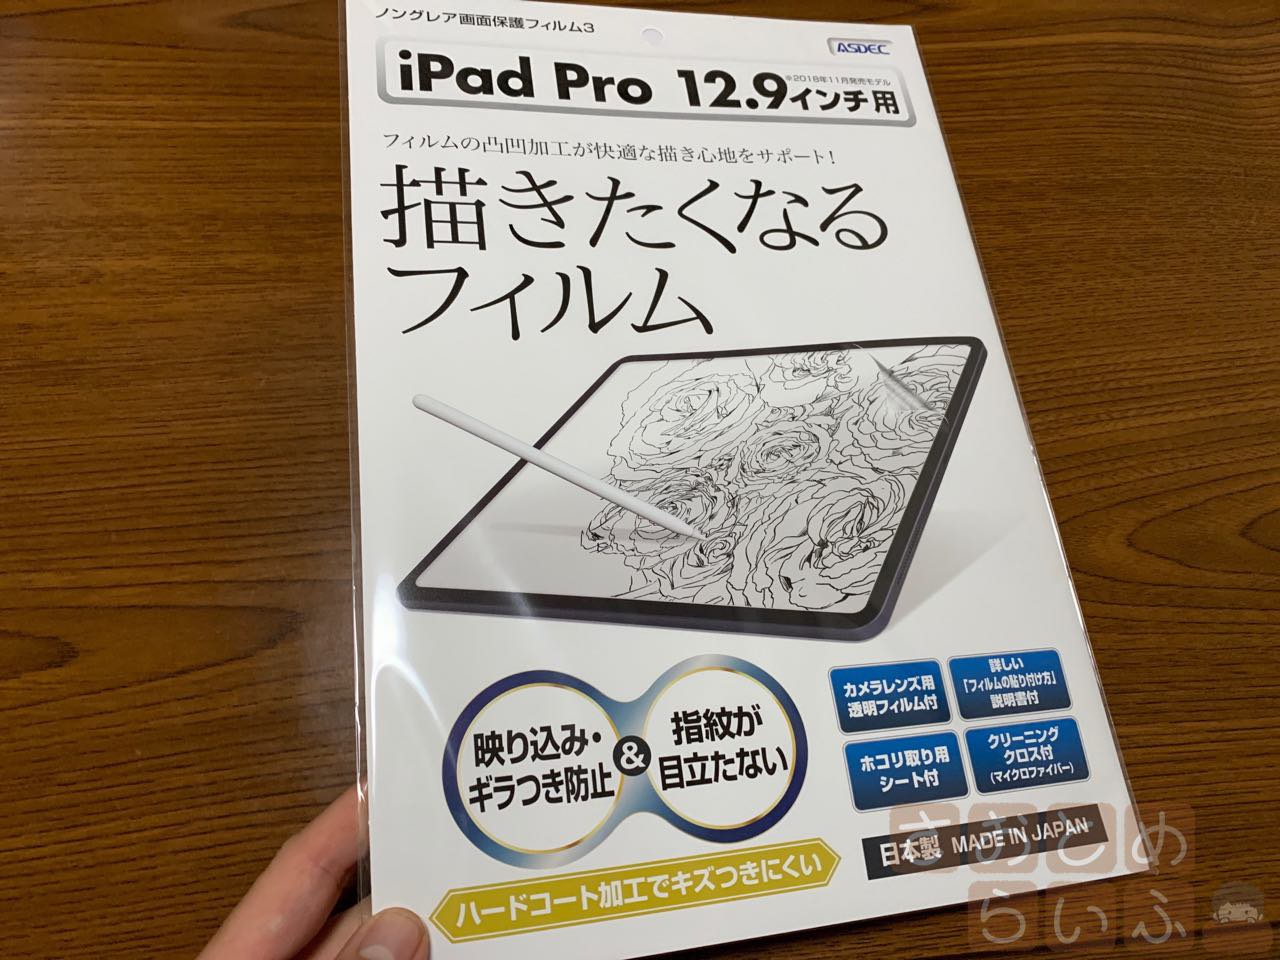 ノングレア画面保護フィルム3
ASDEC
※2018年11月発売モデル
iPad Pro 12.9インチ用
フィルムの凸凹加工が快適な描き心地をサポート!
描きたくなる
フィルム
映り込み・
ギラつき防止
&
指紋が
目立たない
カメラレンズ用
透明フィルム付
詳しい
「フィルムの貼り付け方」
説明書付
ホコリ取り用
シート付
クリーニング
クロス付
(マイクロファイバー)
日本製 MADE IN JAPAN
ハードコート加工でキズつきにくい
さおとめ
らいふ